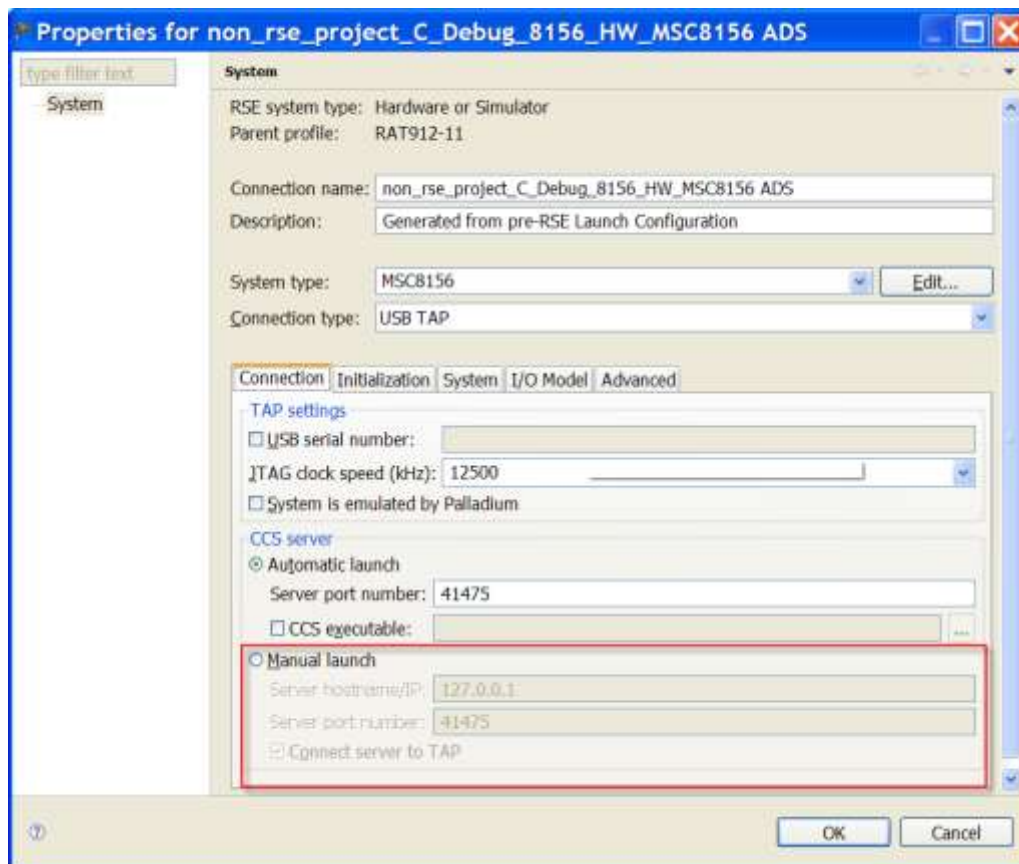 Properties for non_rse_project_C_Debug_8156_HW_MSC8156 ADS
type filter text
System
System
RSE system type: Hardware or Simulator
Parent profile: RAT912-11
Connection name: non_rse_project_C_Debug_8156_HW_MSC8156 ADS
Description: Generated from pre-RSE Launch Configuration
System type: MSC8156 Edit...
Connection type: USB TAP
Connection Initialization System I/O Model Advanced
TAP settings
USB serial number:
JTAG clock speed (kHz): 12500
System is emulated by Palladium
CCS server
Automatic launch
Server port number: 41475
CCS executable: ...
Manual launch
Server hostname/IP: 127.0.0.1
Server port number: 41475
Connect server to TAP
OK Cancel